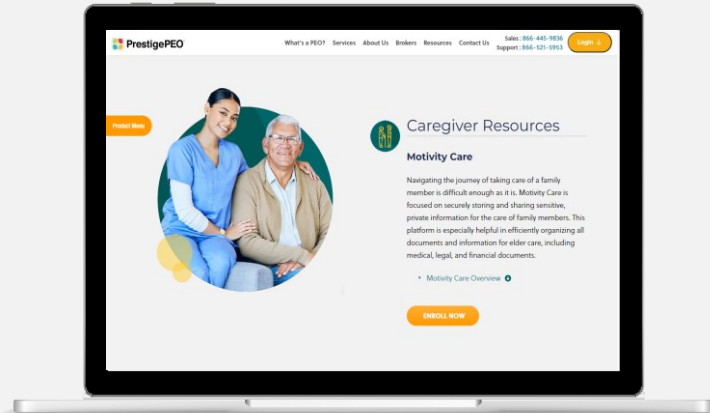 PrestigePEO
What's a PEO? Services About Us Brokers Resources Contact Us
Sales : 866-445-9836
Support : 866-521-5953
Login
Product Menu
Caregiver Resources
Motivity Care
Navigating the journey of taking care of a family
member is difficult enough as it is. Motivity Care is
focused on securely storing and sharing sensitive,
private information for the care of family members. This
platform is especially helpful in efficiently organizing all
documents and information for elder care, including
medical, legal, and financial documents.
• Motivity Care Overview
ENROLL NOW